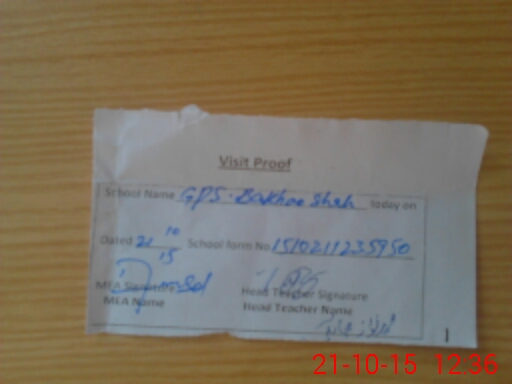 Visit Proof
School Name GPS. Bakhoo Shah today on
Dated 21 10 15 School form No 1510211235950
MEA Signature Head Teacher Signature
MEA Name Head Teacher Name
21-10-15 12:36